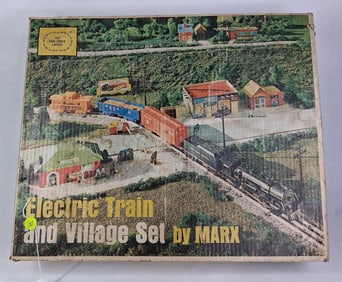 Electric Train
and Village Set by MARX